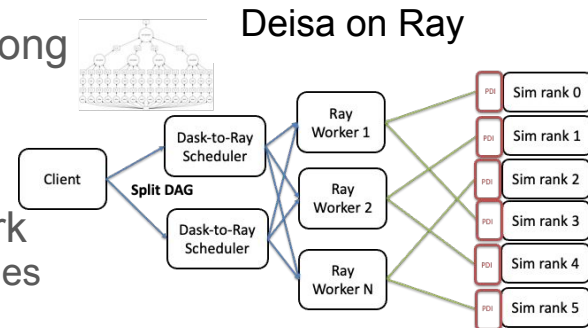 Deisa on Ray
ong
rk
es
Client
Split DAG
Dask-to-Ray
Scheduler
Dask-to-Ray
Scheduler
Ray
Worker 1
Ray
Worker 2
Ray
Worker N
PDI
Sim rank 0
PDI
Sim rank 1
PDI
Sim rank 2
PDI
Sim rank 3
PDI
Sim rank 4
PDI
Sim rank 5